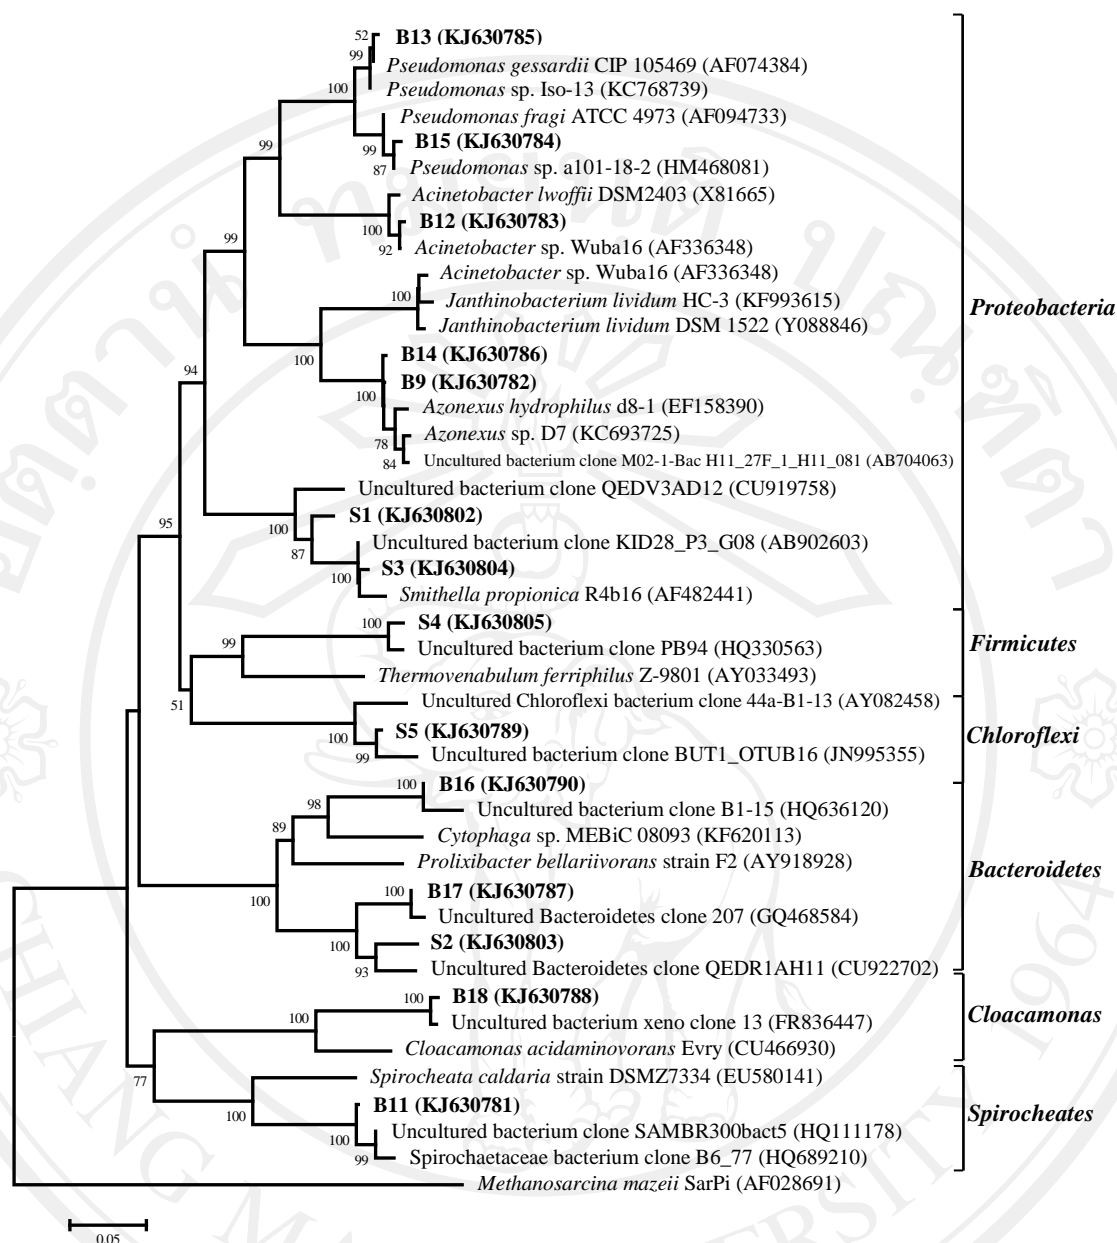 52
B13 (KJ630785)
99
Pseudomonas gessardii CIP 105469 (AF074384)
100
Pseudomonas sp. Iso-13 (KC768739)
Pseudomonas fragi ATCC 4973 (AF094733)
99
B15 (KJ630784)
99
87
Pseudomonas sp. a101-18-2 (HM468081)
Acinetobacter lwoffii DSM2403 (X81665)
100
B12 (KJ630783)
99
92
Acinetobacter sp. Wuba16 (AF336348)
Acinetobacter sp. Wuba16 (AF336348)
100
Janthinobacterium lividum HC-3 (KF993615)
Proteobacteria
Janthinobacterium lividum DSM 1522 (Y088846)
100
B14 (KJ630786)
94
B9 (KJ630782)
100
Azonexus hydrophilus d8-1 (EF158390)
Azonexus sp. D7 (KC693725)
78
84
Uncultured bacterium clone M02-1-Bac H11_27F_1_H11_081 (AB704063)
Uncultured bacterium clone QEDV3AD12 (CU919758)
95
100
S1 (KJ630802)
87
Uncultured bacterium clone KID28_P3_G08 (AB902603)
100
S3 (KJ630804)
Smithella propionica R4b16 (AF482441)
100
S4 (KJ630805)
99
Uncultured bacterium clone PB94 (HQ330563)
Firmicutes
Thermovenabulum ferriphilus Z-9801 (AY033493)
51
Uncultured Chloroflexi bacterium clone 44a-B1-13 (AY082458)
100
S5 (KJ630789)
Chloroflexi
99
Uncultured bacterium clone BUT1_OTUB16 (JN995355)
100
B16 (KJ630790)
98
Uncultured bacterium clone B1-15 (HQ636120)
89
Cytophaga sp. MEBiC 08093 (KF620113)
Prolixibacter bellariivorans strain F2 (AY918928)
Bacteroidetes
100
100
B17 (KJ630787)
Uncultured Bacteroidetes clone 207 (GQ468584)
100
S2 (KJ630803)
93
Uncultured Bacteroidetes clone QEDR1AH11 (CU922702)
100
B18 (KJ630788)
100
Uncultured bacterium xeno clone 13 (FR836447)
Cloacamonas
Cloacamonas acidaminovorans Evry (CU466930)
77
Spirocheata caldaria strain DSMZ7334 (EU580141)
100
B11 (KJ630781)
Spirocheates
100
Uncultured bacterium clone SAMBR300bact5 (HQ111178)
99
Spirochaetaceae bacterium clone B6_77 (HQ689210)
Methanosarcina mazeii SarPi (AF028691)
0.05
CHIANG MAI UNIVERSITY 1964